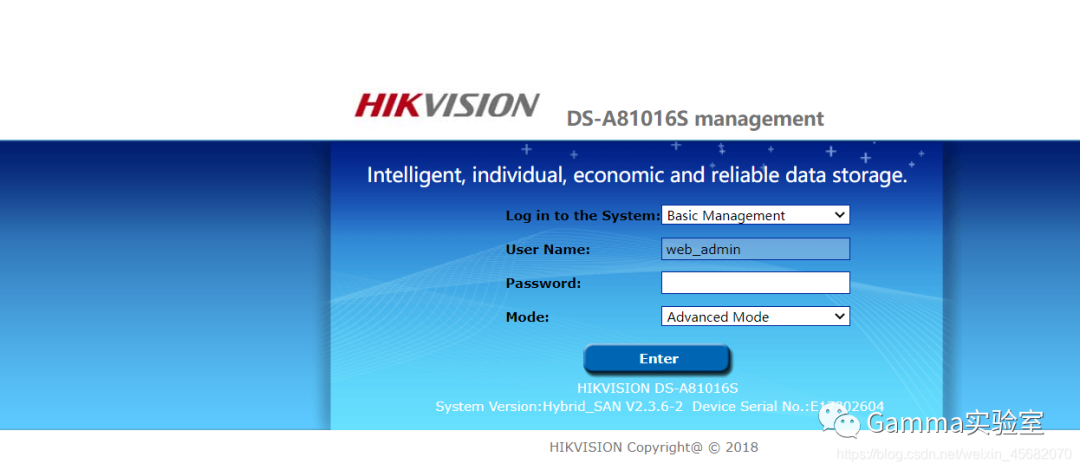 HIKVISION DS-A81016S management
Intelligent, individual, economic and reliable data storage.
Log in to the System: Basic Management
User Name: web_admin
Password:
Mode: Advanced Mode
Enter
HIKVISION DS-A81016S
System Version:Hybrid_SAN V2.3.6-2 Device Serial No.:
Gamma实验室
HIKVISION Copyright@ © 2018
https://blog.csdn.net/weixin_45682070